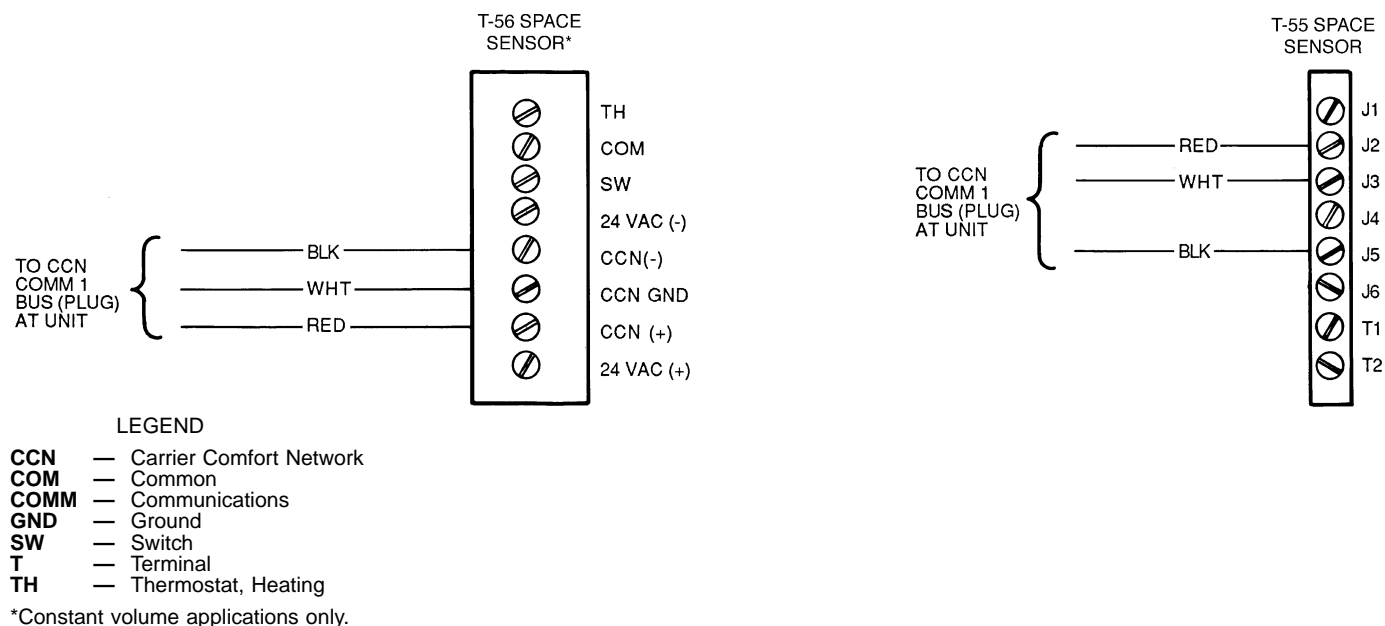 T-56 SPACE
SENSOR*
TH
COM
SW
24 VAC (-)
CCN(-)
CCN GND
CCN (+)
24 VAC (+)
BLK
WHT
RED
TO CCN
COMM 1
BUS (PLUG)
AT UNIT
T-55 SPACE
SENSOR
J1
J2
J3
J4
J5
J6
T1
T2
RED
WHT
BLK
TO CCN
COMM 1
BUS (PLUG)
AT UNIT
LEGEND
CCN — Carrier Comfort Network
COM — Common
COMM — Communications
GND — Ground
SW — Switch
T — Terminal
TH — Thermostat, Heating
*Constant volume applications only.